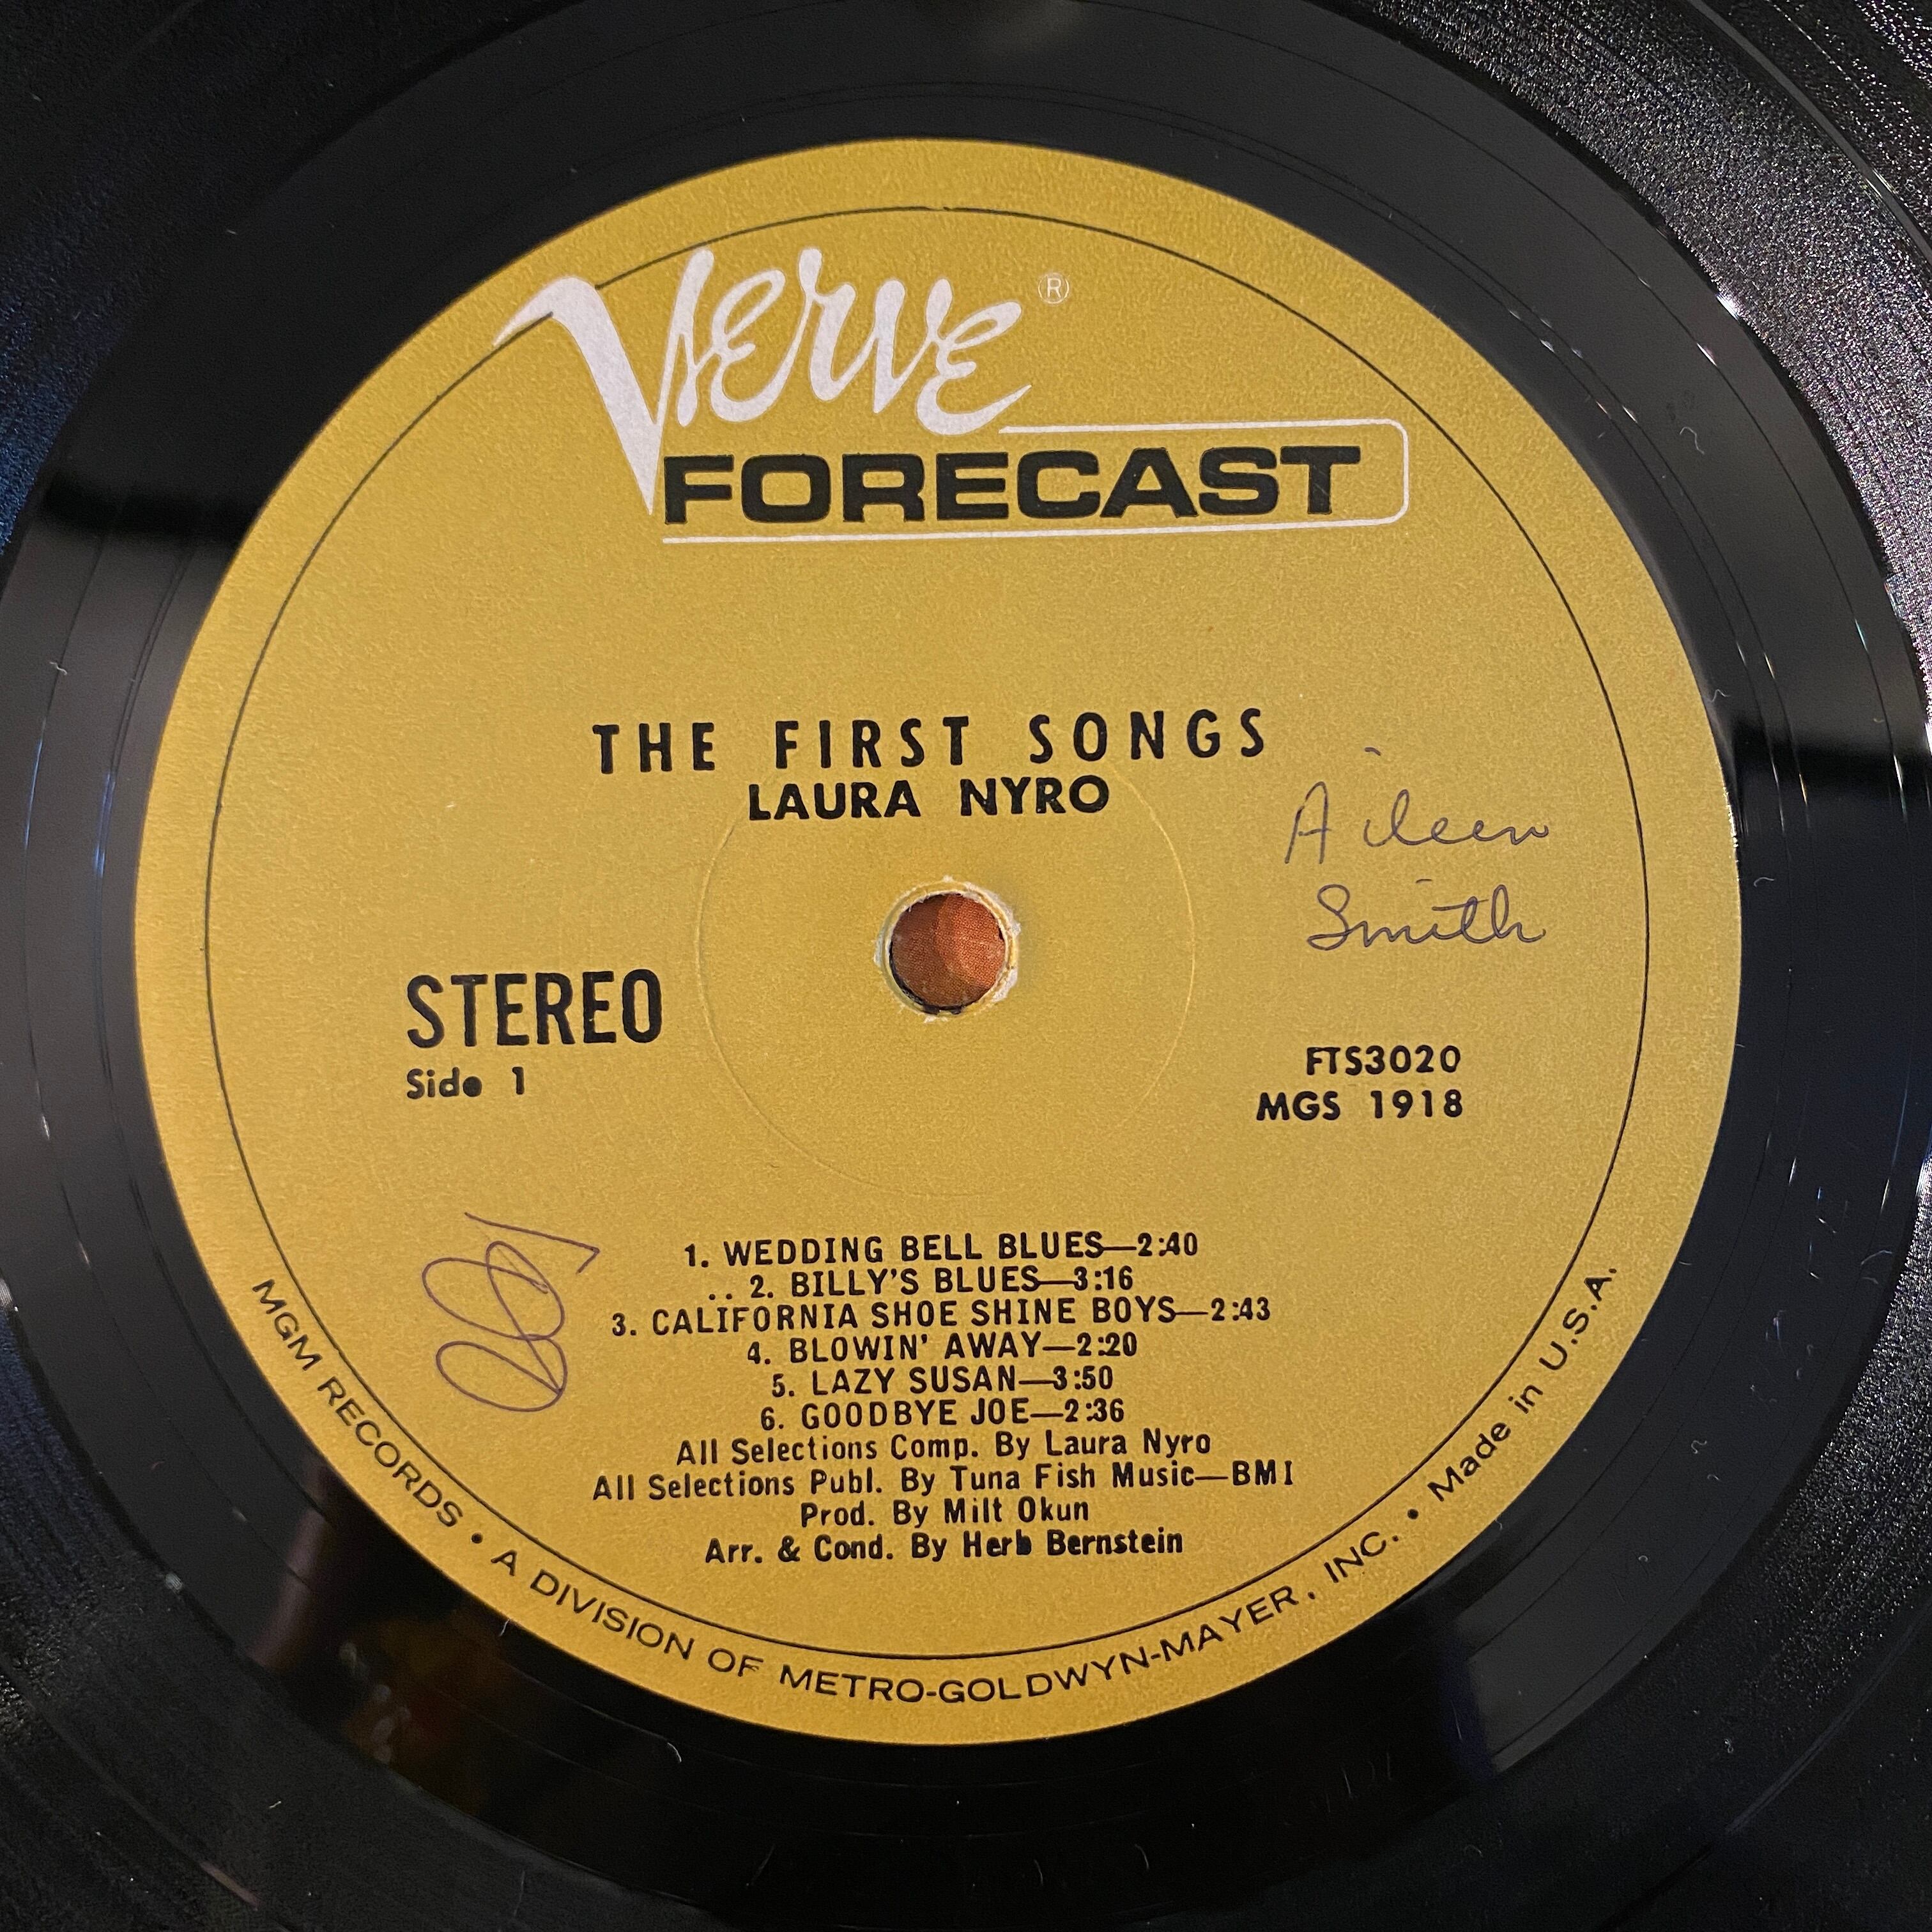 Verve ®
FORECAST
THE FIRST SONGS
LAURA NYRO
Aileen
Smith
STEREO
Side 1
FTS3020
MGS 1918
1. WEDDING BELL BLUES—2:40
.. 2. BILLY'S BLUES—3:16
3. CALIFORNIA SHOE SHINE BOYS—2:43
4. BLOWIN' AWAY—2:20
5. LAZY SUSAN—3:50
6. GOODBYE JOE—2:36
All Selections Comp. By Laura Nyro
All Selections Publ. By Tuna Fish Music—BMI
Prod. By Milt Okun
Arr. & Cond. By Herb Bernstein
MGM RECORDS • A DIVISION OF METRO-GOLDWYN-MAYER, INC. • Made in U.S.A.